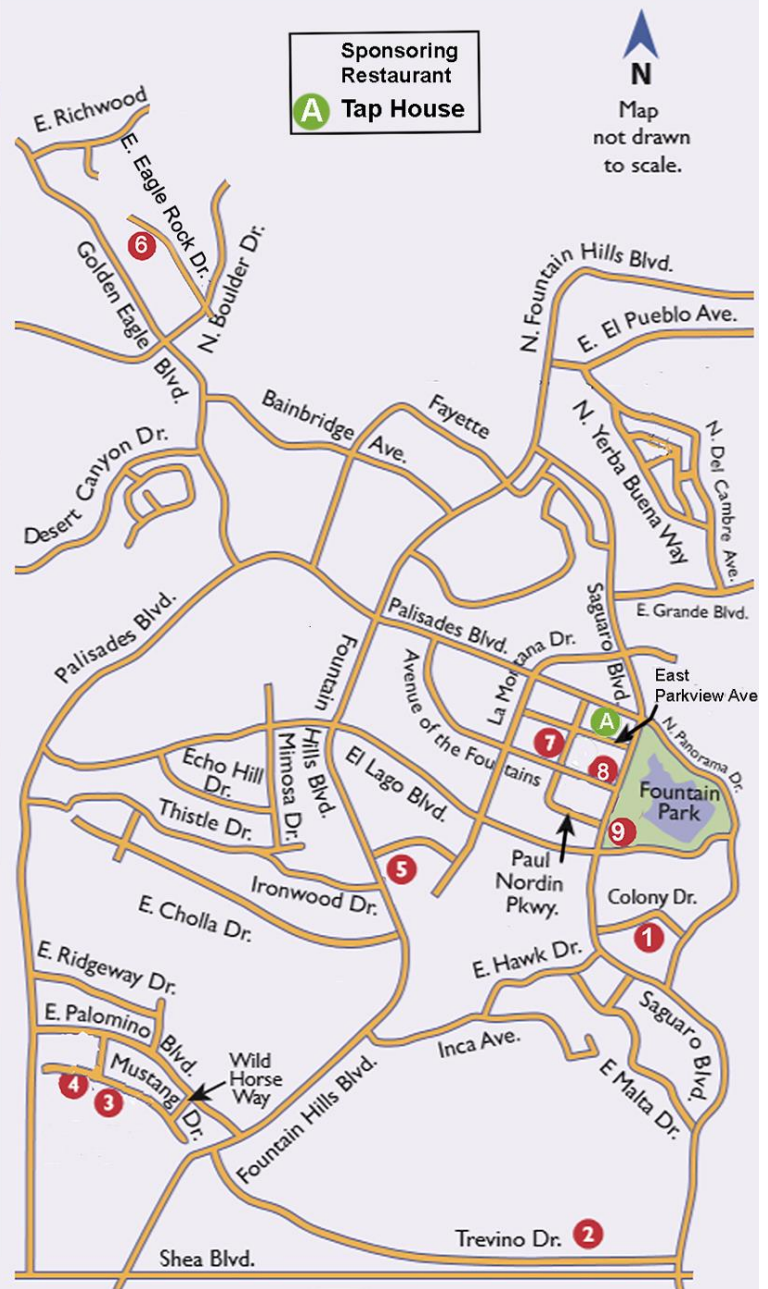 Sponsoring
Restaurant
A Tap House
N
Map
not drawn
to scale.
E. Richwood
E. Eagle Rock Dr.
6
Golden Eagle
Blvd.
N. Boulder Dr.
N. Fountain Hills Blvd.
E. El Pueblo Ave.
Bainbridge
Ave.
Fayette
N. Yerba Buena Way
N. Del Cambre Ave.
Desert Canyon Dr.
E. Grande Blvd.
Palisades Blvd.
Palisades Blvd.
Saguaro Blvd.
La Montana Dr.
East
Parkview Ave
Fountain
Hills Blvd.
Avenue of the Fountains
A
7
8
N. Panorama Dr.
Fountain
Park
9
Echo Hill
Dr.
Mimosa Dr.
El Lago Blvd.
Thistle Dr.
Paul
Nordin
Pkwy.
5
Ironwood Dr.
E. Cholla Dr.
Colony Dr.
1
E. Hawk Dr.
E. Ridgeway Dr.
E. Palomino
Blvd.
Inca Ave.
Saguaro Blvd.
Wild
Horse
Way
Mustang
Dr.
4
3
E Malta Dr.
Fountain Hills Blvd.
Trevino Dr.
2
Shea Blvd.